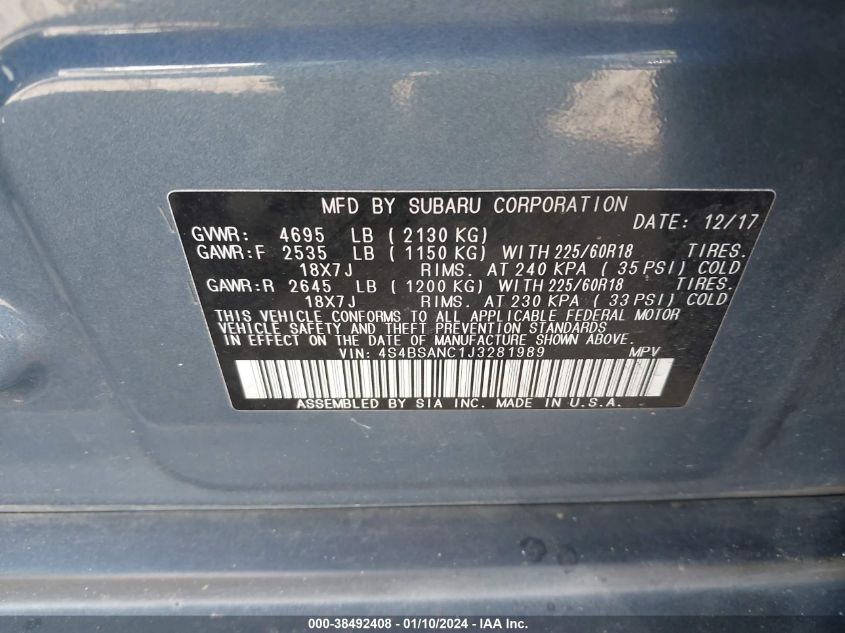 MFD BY SUBARU CORPORATION
DATE: 12/17
GVWR: 4695 LB ( 2130 KG)
GAWR:F 2535 LB ( 1150 KG) WITH 225/60R18 TIRES.
18X7J RIMS. AT 240 KPA ( 35 PSI) COLD
GAWR:R 2645 LB ( 1200 KG) WITH 225/60R18 TIRES.
18X7J RIMS. AT 230 KPA ( 33 PSI) COLD
THIS VEHICLE CONFORMS TO ALL APPLICABLE FEDERAL MOTOR
VEHICLE SAFETY AND THEFT PREVENTION STANDARDS
IN EFFECT ON THE DATE OF MANUFACTURE SHOWN ABOVE.
VIN: 4S4BSANC1J3281989 MPV
ASSEMBLED BY SIA INC. MADE IN U.S.A.
000-38492408 - 01/10/2024 - IAA Inc.